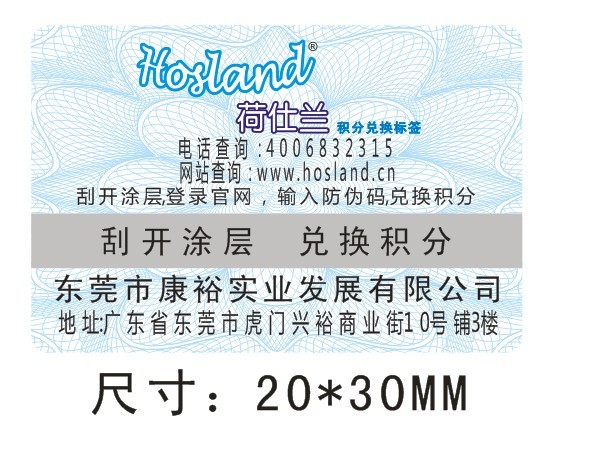 Hosland®
荷仕兰 积分兑换标签
电话查询:4006832315
网站查询:www.hosland.cn
刮开涂层,登录官网，输入防伪码,兑换积分
刮开涂层 兑换积分
东莞市康裕实业发展有限公司
地址:广东省东莞市虎门兴裕商业街10号铺3楼
尺寸：20*30MM